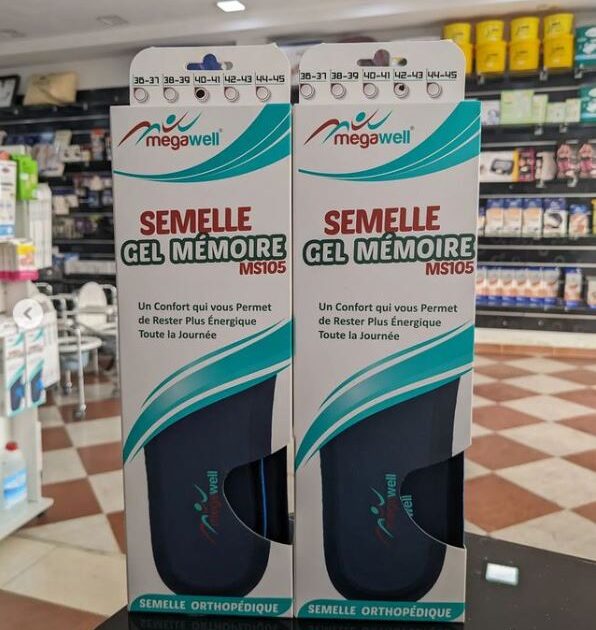 36-37 38-39 40-41 42-43 44-45
megawell®
SEMELLE
GEL MÉMOIRE
MS105
Un Confort qui vous Permet
de Rester Plus Énergique
Toute la Journée
megawell
SEMELLE ORTHOPÉDIQUE
36-37 38-39 40-41 42-43 44-45
megawell®
SEMELLE
GEL MÉMOIRE
MS105
Un Confort qui vous Permet
de Rester Plus Énergique
Toute la Journée
megawell
SEMELLE ORTHOPÉDIQUE